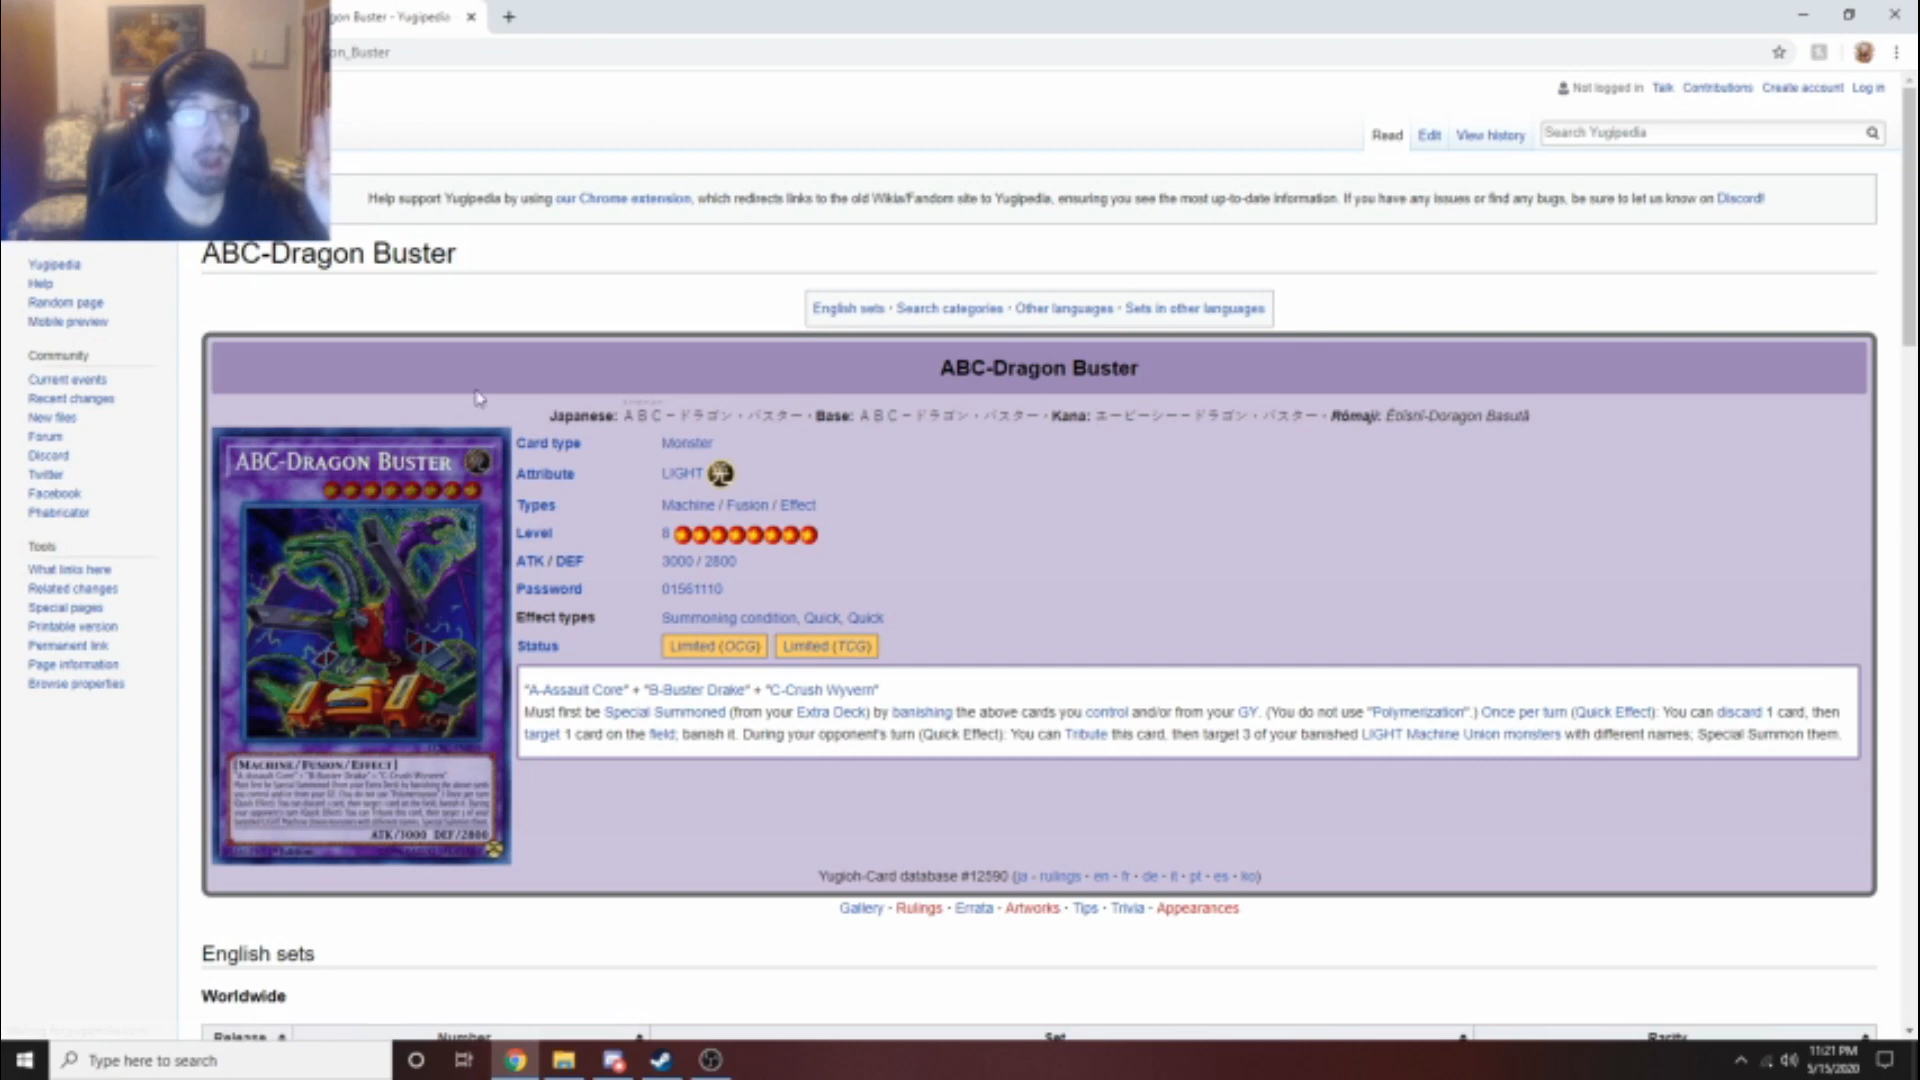 on Buster - Yugipedia
on_Buster
Not logged in Talk Contributions Create account Log in
Read Edit View history Search Yugipedia
Help support Yugipedia by using our Chrome extension, which redirects links to the old Wikia/Fandom site to Yugipedia, ensuring you see the most up-to-date information. If you have any issues or find any bugs, be sure to let us know on Discord!
ABC-Dragon Buster
Yugipedia
Help
Random page
Mobile preview
Community
Current events
Recent changes
New files
Forum
Discord
Twitter
Facebook
Phabricator
Tools
What links here
Related changes
Special pages
Printable version
Permanent link
Page information
Browse properties
English sets · Search categories · Other languages · Sets in other languages
ABC-Dragon Buster
Japanese: ＡＢＣ－ドラゴン・バスター · Base: ＡＢＣ－ドラゴン・バスター · Kana: エービーシー－ドラゴン・バスター · Rōmaji: Ēbīshī-Doragon Basutā
ABC-Dragon Buster
[Machine/Fusion/Effect]
ATK/3000 DEF/2800
Card type Monster
Attribute LIGHT
Types Machine / Fusion / Effect
Level 8
ATK / DEF 3000 / 2800
Password 01561110
Effect types Summoning condition, Quick, Quick
Status Limited (OCG) Limited (TCG)
"A-Assault Core" + "B-Buster Drake" + "C-Crush Wyvern"
Must first be Special Summoned (from your Extra Deck) by banishing the above cards you control and/or from your GY. (You do not use "Polymerization".) Once per turn (Quick Effect): You can discard 1 card, then
target 1 card on the field; banish it. During your opponent's turn (Quick Effect): You can Tribute this card, then target 3 of your banished LIGHT Machine Union monsters with different names; Special Summon them.
Yugioh-Card database #12590 (ja - rulings - en - fr - de - it - pt - es - ko)
Gallery - Rulings - Errata - Artworks - Tips - Trivia - Appearances
English sets
Worldwide
Release Number Set Rarity
Type here to search
11:21 PM
5/15/2020